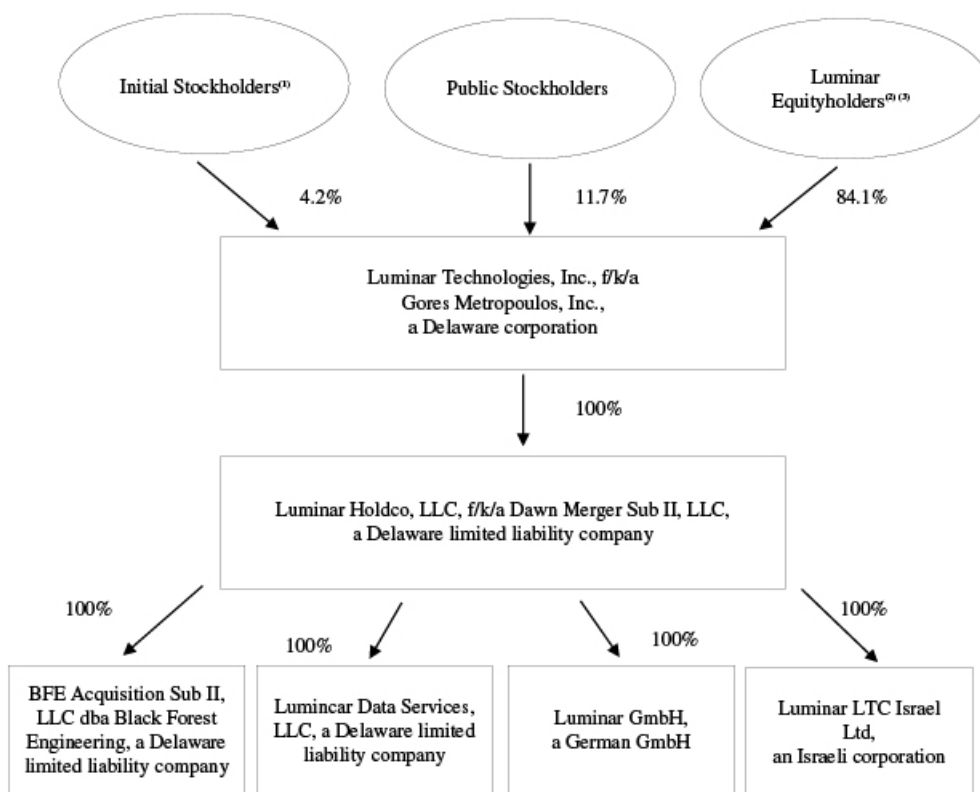 Initial Stockholders(1)
Public Stockholders
Luminar
Equityholders(2) (3)
4.2%
11.7%
84.1%
Luminar Technologies, Inc., f/k/a
Gores Metropoulos, Inc.,
a Delaware corporation
100%
Luminar Holdco, LLC, f/k/a Dawn Merger Sub II, LLC,
a Delaware limited liability company
100%
100%
100%
100%
BFE Acquisition Sub II,
LLC dba Black Forest
Engineering, a Delaware
limited liability company
Lumincar Data Services,
LLC, a Delaware limited
liability company
Luminar GmbH,
a German GmbH
Luminar LTC Israel
Ltd,
an Israeli corporation